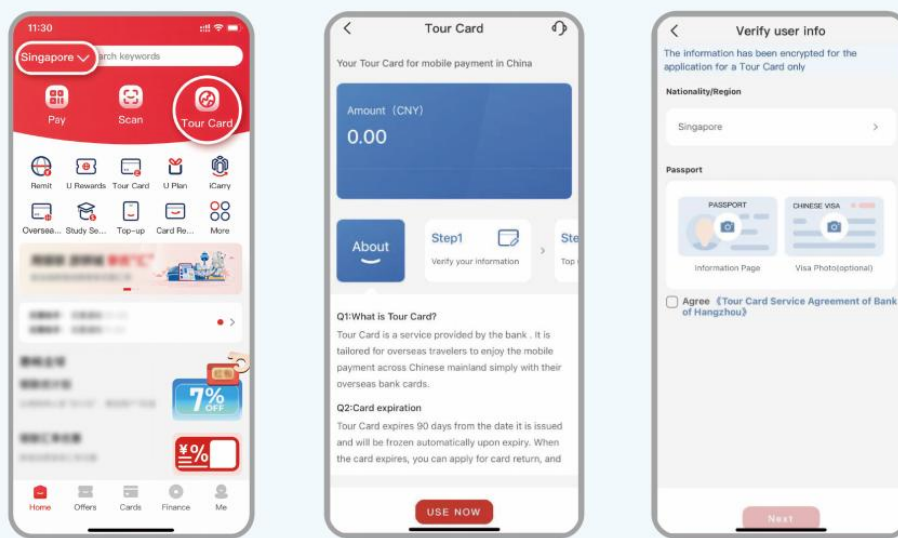 11:30
Singapore
rch keywords
Pay
Scan
Tour Card
Remit
U Rewards
Tour Card
U Plan
iCarry
Oversea...
Study Se...
Top-up
Card Re...
More
7%
OFF
¥%
Home
Offers
Cards
Finance
Me
Tour Card
Your Tour Card for mobile payment in China
Amount (CNY)
0.00
About
Step1
Verify your information
Ste
Top
Q1:What is Tour Card?
Tour Card is a service provided by the bank . It is
tailored for overseas travelers to enjoy the mobile
payment across Chinese mainland simply with their
overseas bank cards.
Q2:Card expiration
Tour Card expires 90 days from the date it is issued
and will be frozen automatically upon expiry. When
the card expires, you can apply for card return, and
USE NOW
Verify user info
The information has been encrypted for the
application for a Tour Card only
Nationality/Region
Singapore
Passport
PASSPORT
CHINESE VISA
Information Page
Visa Photo(optional)
Agree 《Tour Card Service Agreement of Bank
of Hangzhou》
Next